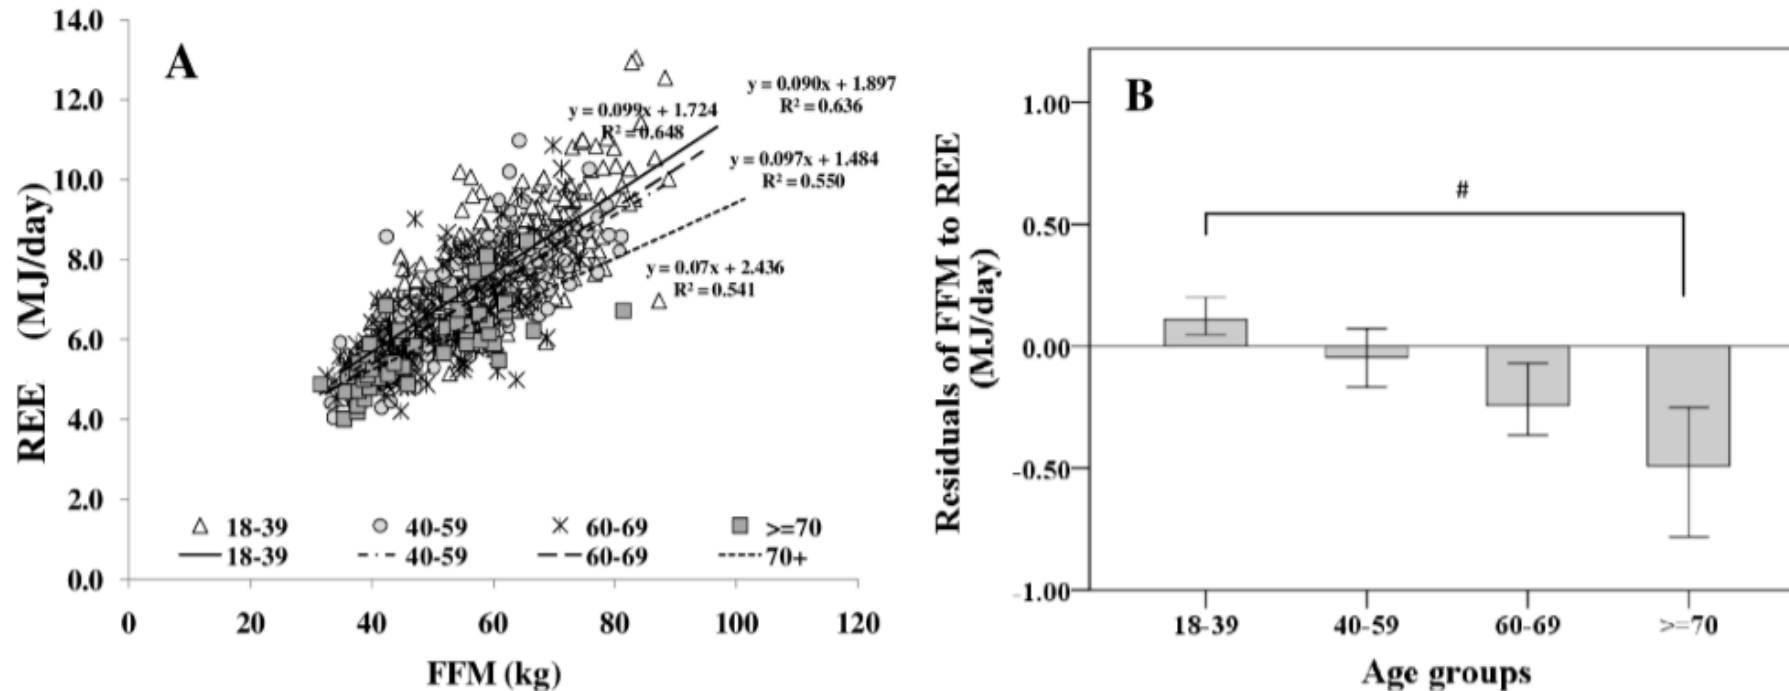 A
14.0
12.0
10.0
8.0
6.0
4.0
2.0
0.0
REE (MJ/day)
y = 0.099x + 1.724
R² = 0.648
y = 0.090x + 1.897
R² = 0.636
y = 0.097x + 1.484
R² = 0.550
y = 0.07x + 2.436
R² = 0.541
18-39 40-59 60-69 >=70
18-39 40-59 60-69 70+
0 20 40 60 80 100 120
FFM (kg)
B
1.00
0.50
0.00
-0.50
-1.00
Residuals of FFM to REE
(MJ/day)
#
18-39 40-59 60-69 >=70
Age groups